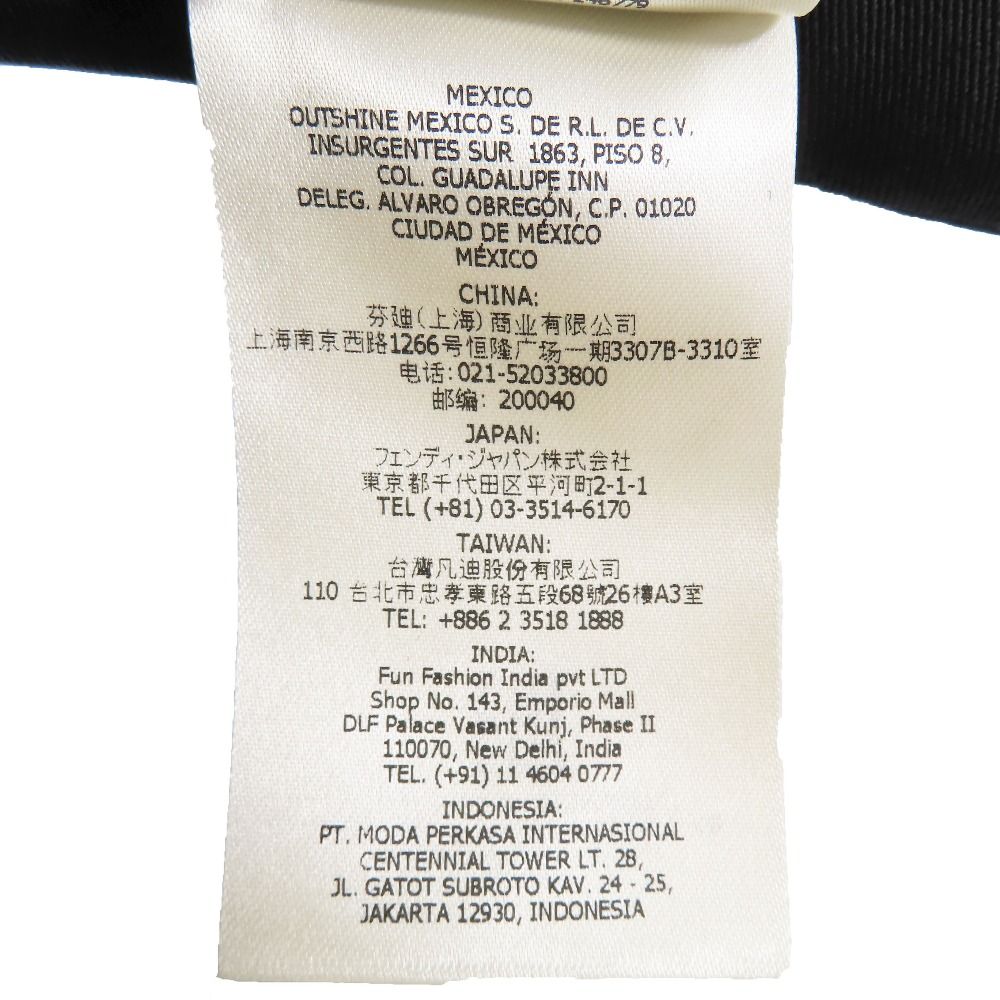 MEXICO
OUTSHINE MEXICO S. DE R.L. DE C.V.
INSURGENTES SUR 1863, PISO 8,
COL. GUADALUPE INN
DELEG. ALVARO OBREGÓN, C.P. 01020
CIUDAD DE MÉXICO
MÉXICO
CHINA:
芬廸(上海)商业有限公司
上海南京西路1266号恒隆广场一期3307B-3310室
电话:021-52033800
邮编: 200040
JAPAN:
フェンディ・ジャパン株式会社
東京都千代田区平河町2-1-1
TEL (+81) 03-3514-6170
TAIWAN:
台灣凡迪股份有限公司
110 台北市忠孝東路五段68號26樓A3室
TEL: +886 2 3518 1888
INDIA:
Fun Fashion India pvt LTD
Shop No. 143, Emporio Mall
DLF Palace Vasant Kunj, Phase II
110070, New Delhi, India
TEL. (+91) 11 4604 0777
INDONESIA:
PT. MODA PERKASA INTERNASIONAL
CENTENNIAL TOWER LT. 28,
JL. GATOT SUBROTO KAV. 24 - 25,
JAKARTA 12930, INDONESIA